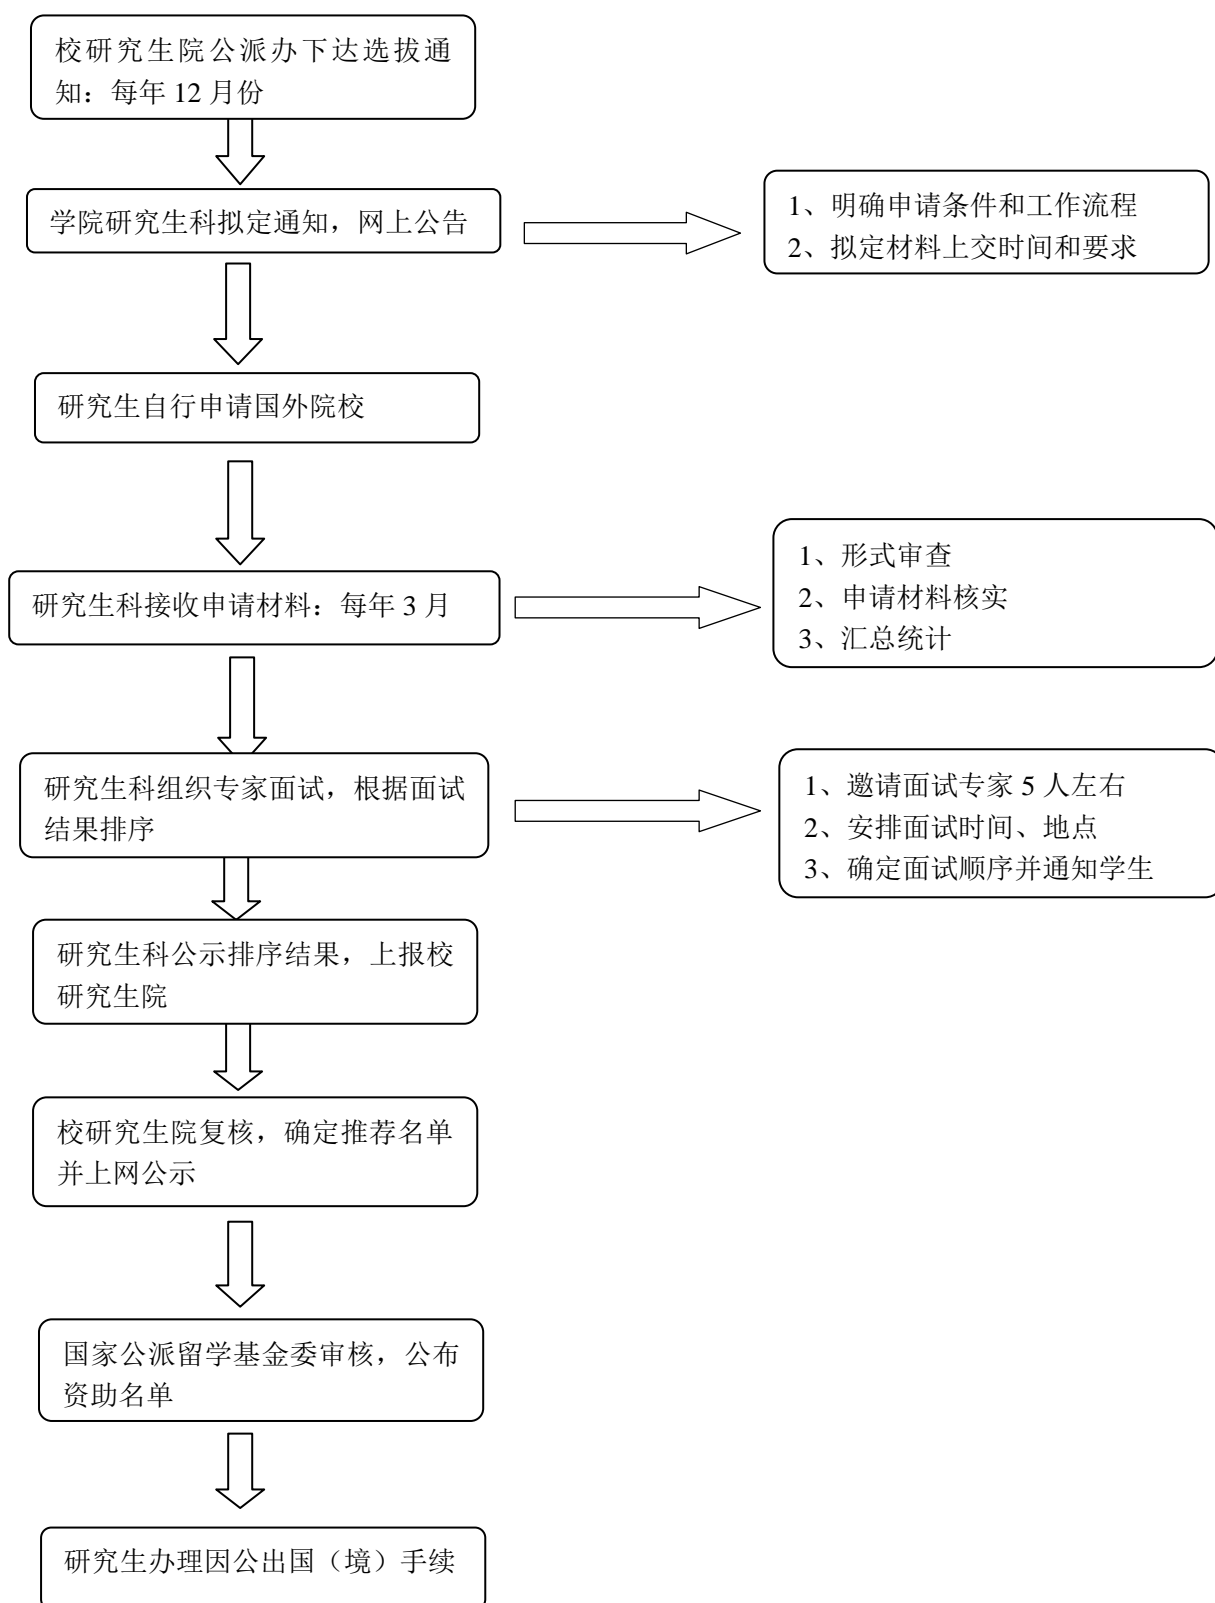 校研究生院公派办下达选拔通
知：每年 12 月份
学院研究生科拟定通知，网上公告
1、明确申请条件和工作流程
2、拟定材料上交时间和要求
研究生自行申请国外院校
研究生科接收申请材料：每年 3 月
1、形式审查
2、申请材料核实
3、汇总统计
研究生科组织专家面试，根据面试
结果排序
1、邀请面试专家 5 人左右
2、安排面试时间、地点
3、确定面试顺序并通知学生
研究生科公示排序结果，上报校
研究生院
校研究生院复核，确定推荐名单
并上网公示
国家公派留学基金委审核，公布
资助名单
研究生办理因公出国（境）手续